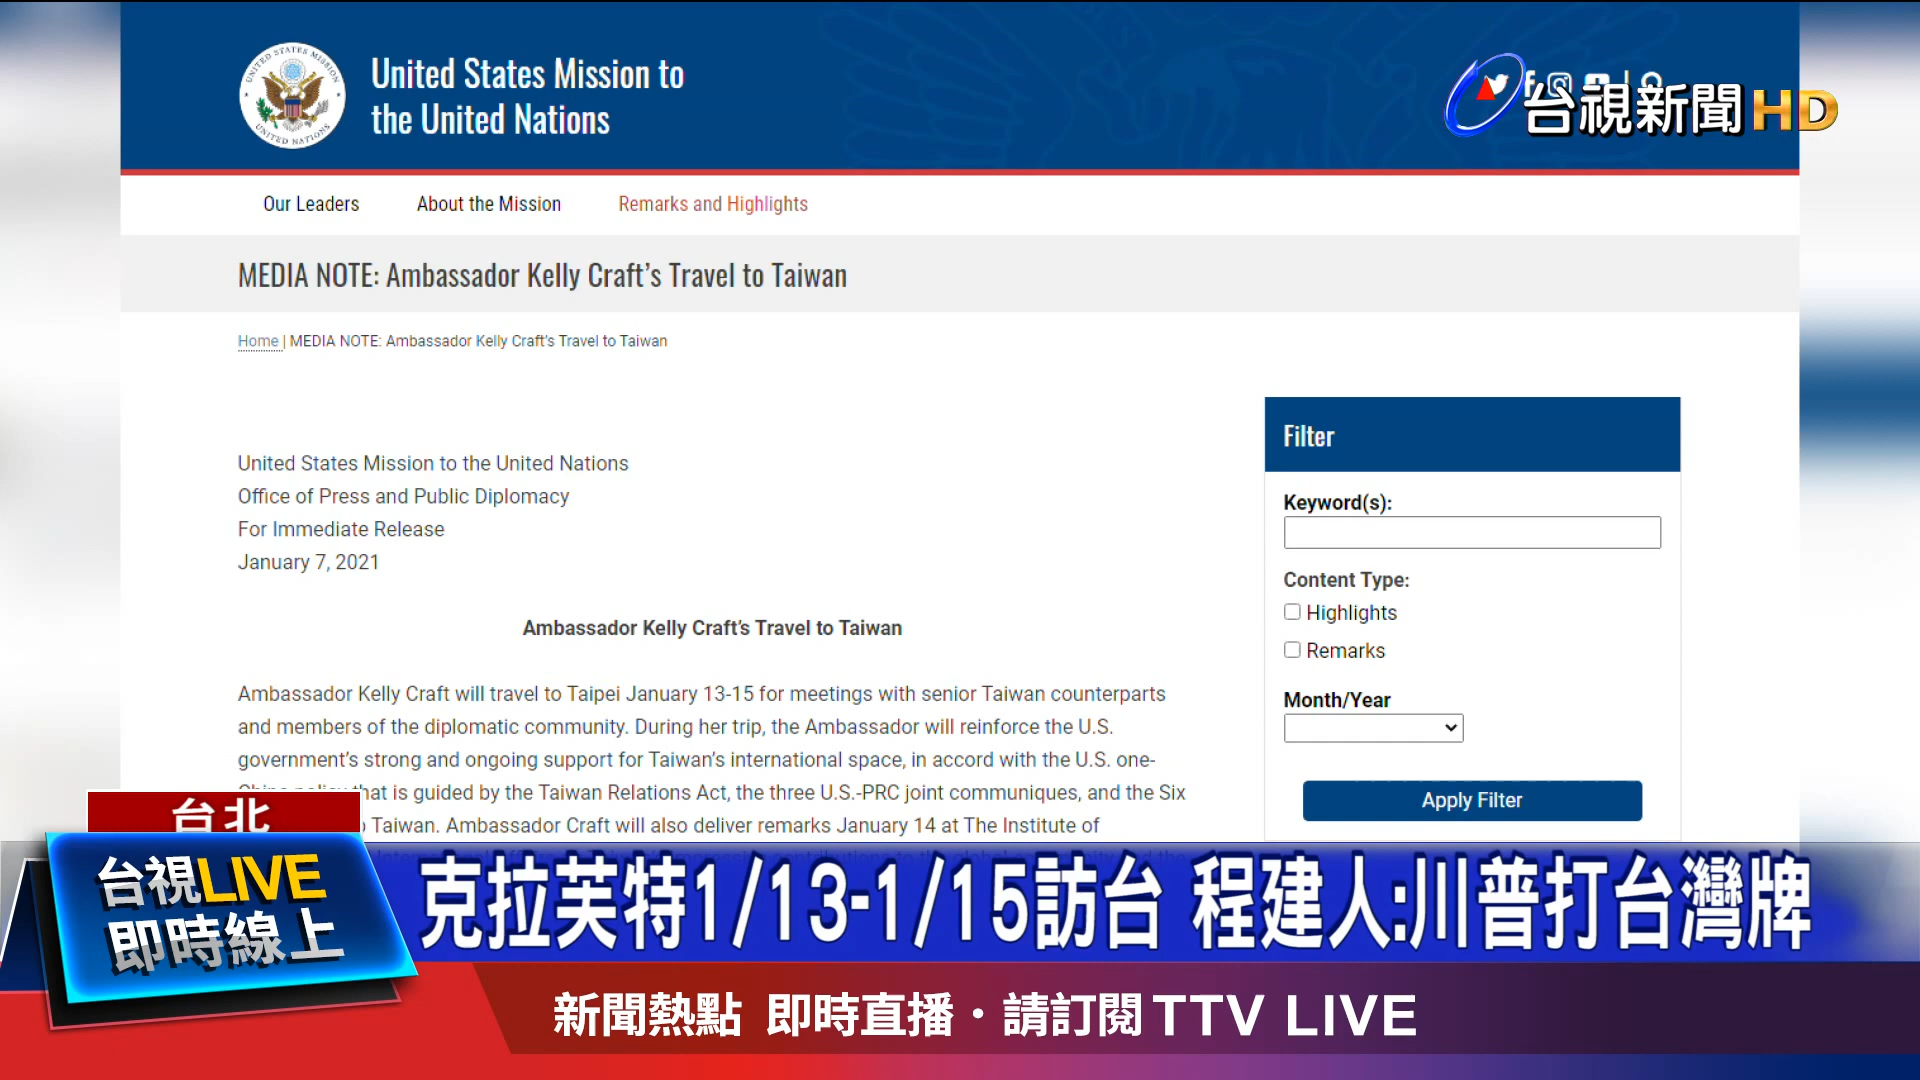 UNITED STATES MISSION
UNITED NATIONS
United States Mission to
the United Nations
台視新聞HD
Our Leaders
About the Mission
Remarks and Highlights
MEDIA NOTE: Ambassador Kelly Craft’s Travel to Taiwan
Home | MEDIA NOTE: Ambassador Kelly Craft's Travel to Taiwan
United States Mission to the United Nations
Office of Press and Public Diplomacy
For Immediate Release
January 7, 2021
Ambassador Kelly Craft’s Travel to Taiwan
Ambassador Kelly Craft will travel to Taipei January 13-15 for meetings with senior Taiwan counterparts
and members of the diplomatic community. During her trip, the Ambassador will reinforce the U.S.
government’s strong and ongoing support for Taiwan’s international space, in accord with the U.S. one-
that is guided by the Taiwan Relations Act, the three U.S.-PRC joint communiques, and the Six
Taiwan. Ambassador Craft will also deliver remarks January 14 at The Institute of
Filter
Keyword(s):
Content Type:
Highlights
Remarks
Month/Year
Apply Filter
台北
台視LIVE
即時線上
克拉芙特1/13-1/15訪台 程建人:川普打台灣牌
新聞熱點 即時直播・請訂閱TTV LIVE